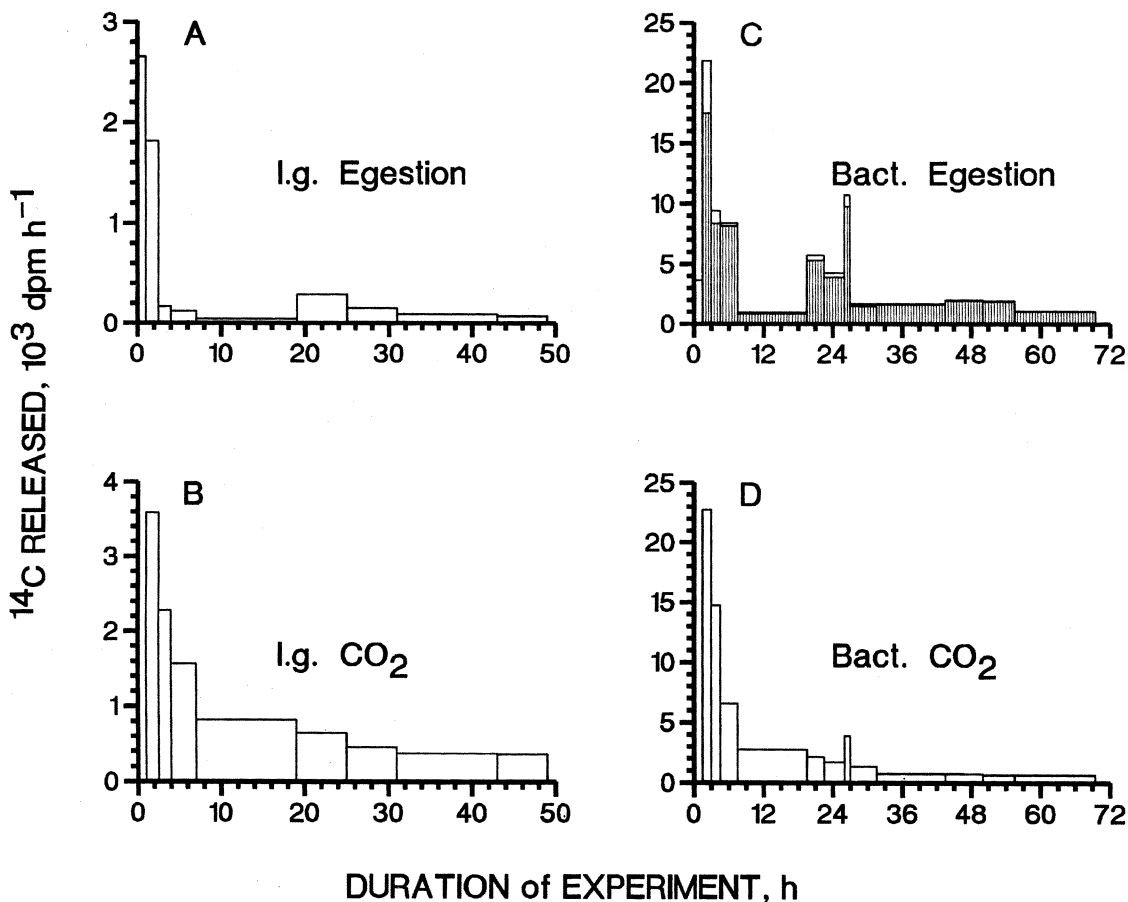 ¹⁴C RELEASED, 10³ dpm h⁻¹
A
I.g. Egestion
3
2
1
0
0 10 20 30 40 50
C
Bact. Egestion
25
20
15
10
5
0
0 12 24 36 48 60 72
B
I.g. CO₂
4
3
2
1
0
0 10 20 30 40 50
D
Bact. CO₂
25
20
15
10
5
0
0 12 24 36 48 60 72
DURATION of EXPERIMENT, h